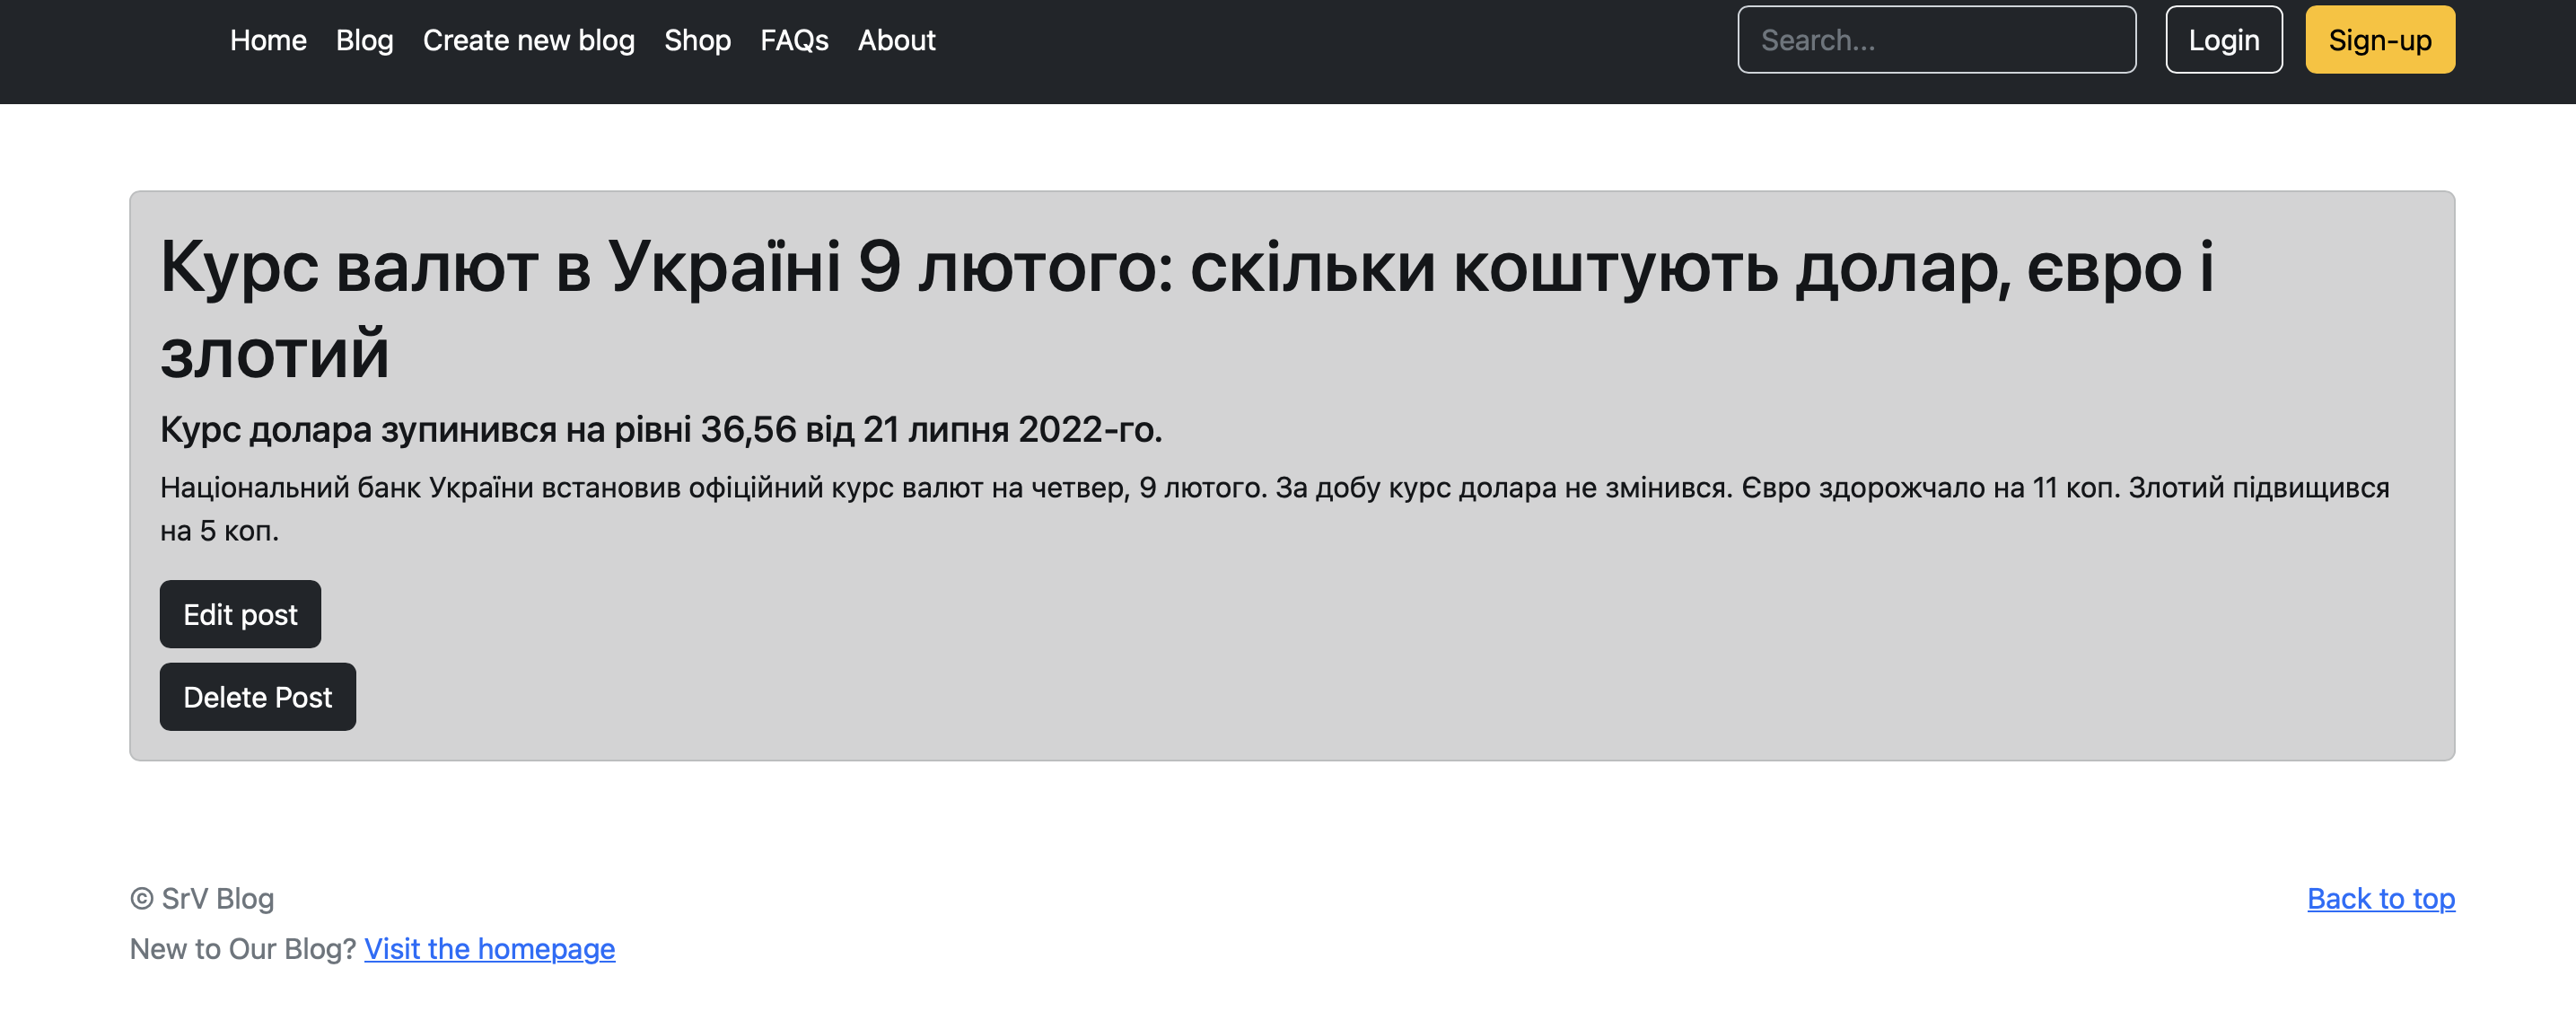 Home Blog Create new blog Shop FAQs About Search... Login Sign-up
Курс валют в Україні 9 лютого: скільки коштують долар, євро і
злотий
Курс долара зупинився на рівні 36,56 від 21 липня 2022-го.
Національний банк України встановив офіційний курс валют на четвер, 9 лютого. За добу курс долара не змінився. Євро здорожчало на 11 коп. Злотий підвищився
на 5 коп.
Edit post
Delete Post
© SrV Blog Back to top
New to Our Blog? Visit the homepage